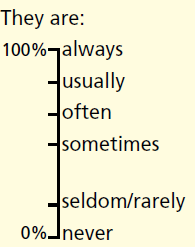 They are:
100% always
usually
often
sometimes
seldom/rarely
0% never